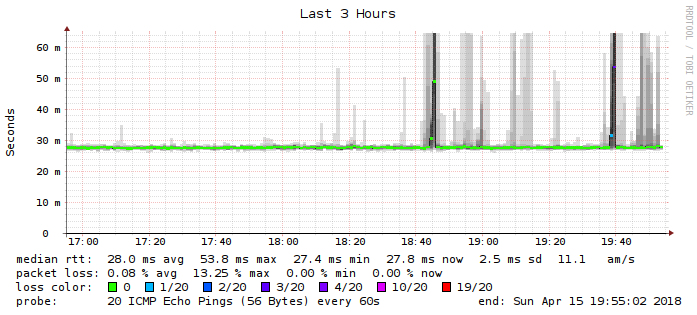 Last 3 Hours
RRDTOOL / TOBI OETIKER
Seconds
60 m
50 m
40 m
30 m
20 m
10 m
0
17:00 17:20 17:40 18:00 18:20 18:40 19:00 19:20 19:40
median rtt: 28.0 ms avg 53.8 ms max 27.4 ms min 27.8 ms now 2.5 ms sd 11.1 am/s
packet loss: 0.08 % avg 13.25 % max 0.00 % min 0.00 % now
loss color: 0 1/20 2/20 3/20 4/20 10/20 19/20
probe: 20 ICMP Echo Pings (56 Bytes) every 60s end: Sun Apr 15 19:55:02 2018